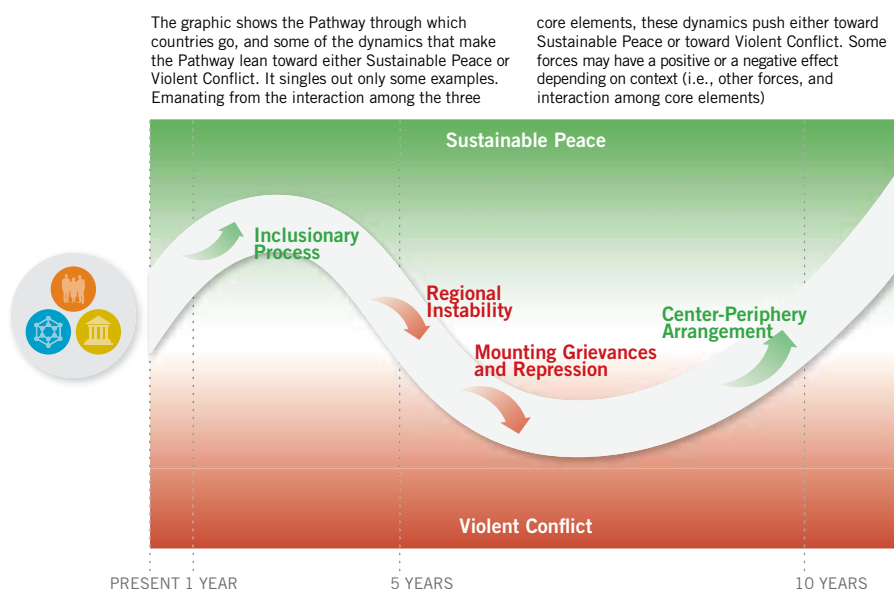 The graphic shows the Pathway through which
countries go, and some of the dynamics that make
the Pathway lean toward either Sustainable Peace or
Violent Conflict. It singles out only some examples.
Emanating from the interaction among the three
core elements, these dynamics push either toward
Sustainable Peace or toward Violent Conflict. Some
forces may have a positive or a negative effect
depending on context (i.e., other forces, and
interaction among core elements)
Sustainable Peace
Inclusionary
Process
Regional
Instability
Mounting Grievances
and Repression
Center-Periphery
Arrangement
Violent Conflict
PRESENT 1 YEAR
5 YEARS
10 YEARS